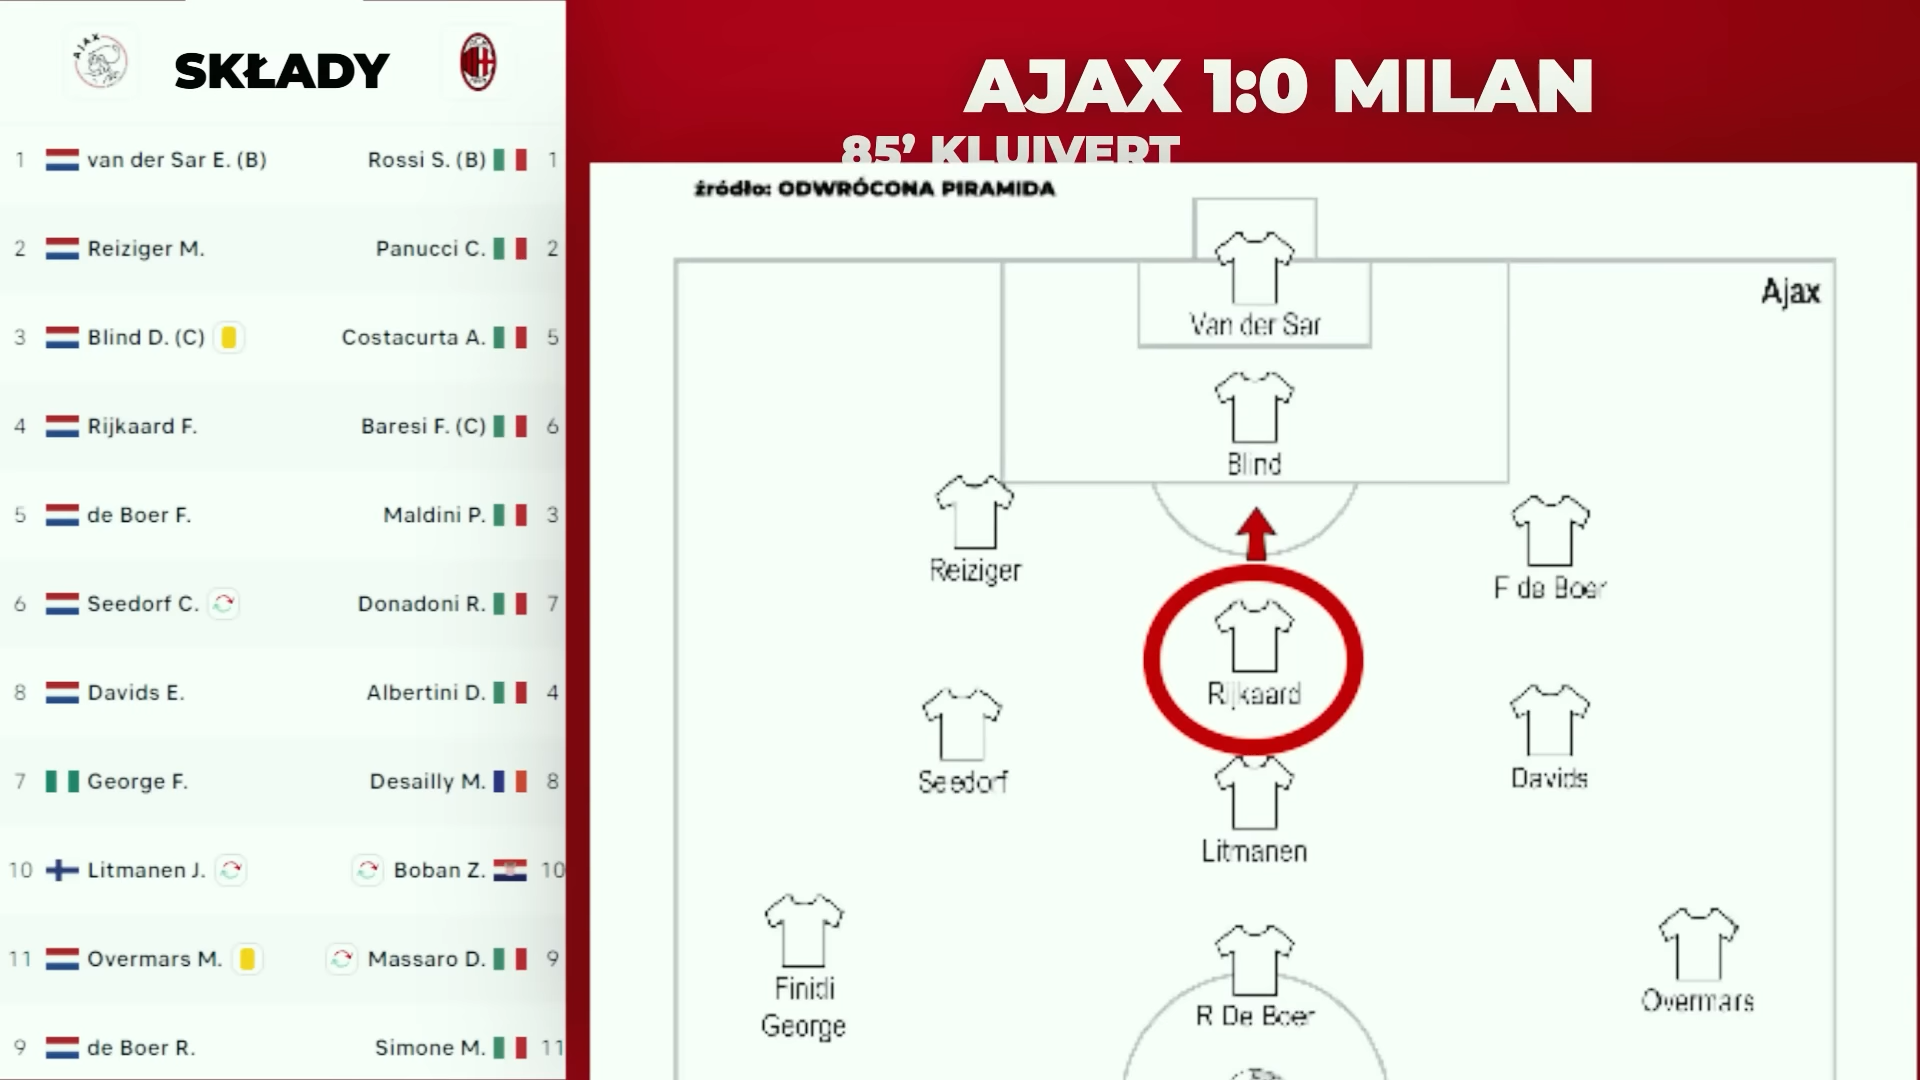 AJAX
SKŁADY
1 van der Sar E. (B) Rossi S. (B) 1
2 Reiziger M. Panucci C. 2
3 Blind D. (C) Costacurta A. 5
4 Rijkaard F. Baresi F. (C) 6
5 de Boer F. Maldini P. 3
6 Seedorf C. Donadoni R. 7
8 Davids E. Albertini D. 4
7 George F. Desailly M. 8
10 Litmanen J. Boban Z. 10
11 Overmars M. Massaro D. 9
9 de Boer R. Simone M. 11
AJAX 1:0 MILAN
85’ KLUIVERT
źródło: ODWRÓCONA PIRAMIDA
Ajax
Van der Sar
Blind
Reiziger
F de Boer
Rijkaard
Seedorf
Davids
Litmanen
Finidi
George
R De Boer
Overmars